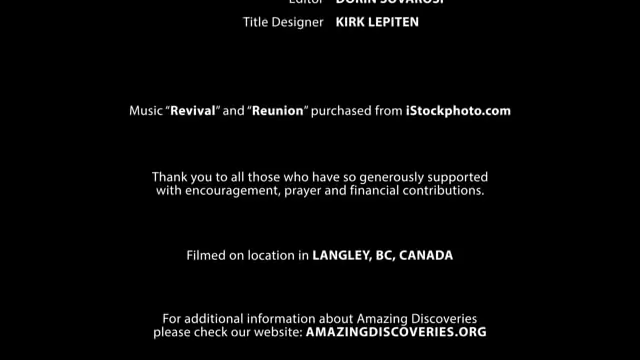 Editor
Title Designer KIRK LEPITEN
Music “Revival” and “Reunion” purchased from iStockphoto.com
Thank you to all those who have so generously supported
with encouragement, prayer and financial contributions.
Filmed on location in LANGLEY, BC, CANADA
For additional information about Amazing Discoveries
please check our website: AMAZINGDISCOVERIES.ORG